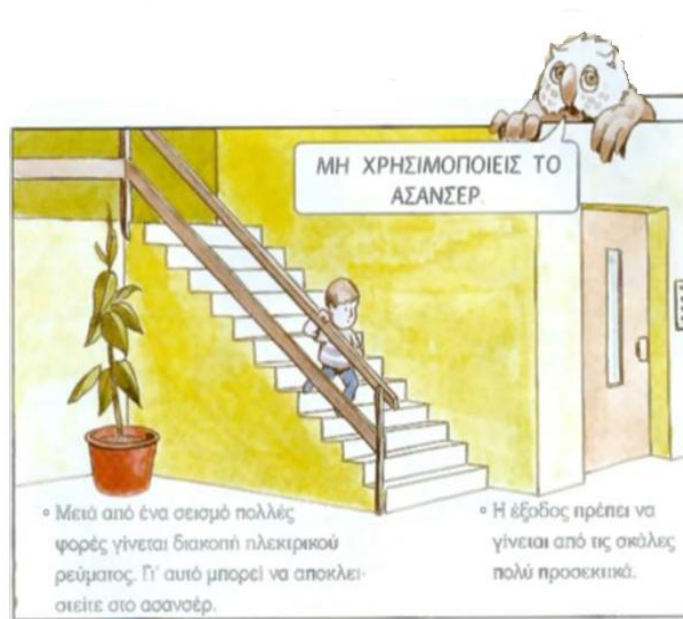 ΜΗ ΧΡΗΣΙΜΟΠΟΙΕΙΣ ΤΟ
ΑΣΑΝΣΕΡ.
° Μετά από ένα σεισμό πολλές
φορές γίνεται διακοπή ηλεκτρικού
ρεύματος. Γι' αυτό μπορεί να αποκλει-
στείτε στο ασανσέρ.
° Η έξοδος πρέπει να
γίνεται από τις σκάλες
πολύ προσεκτικά.